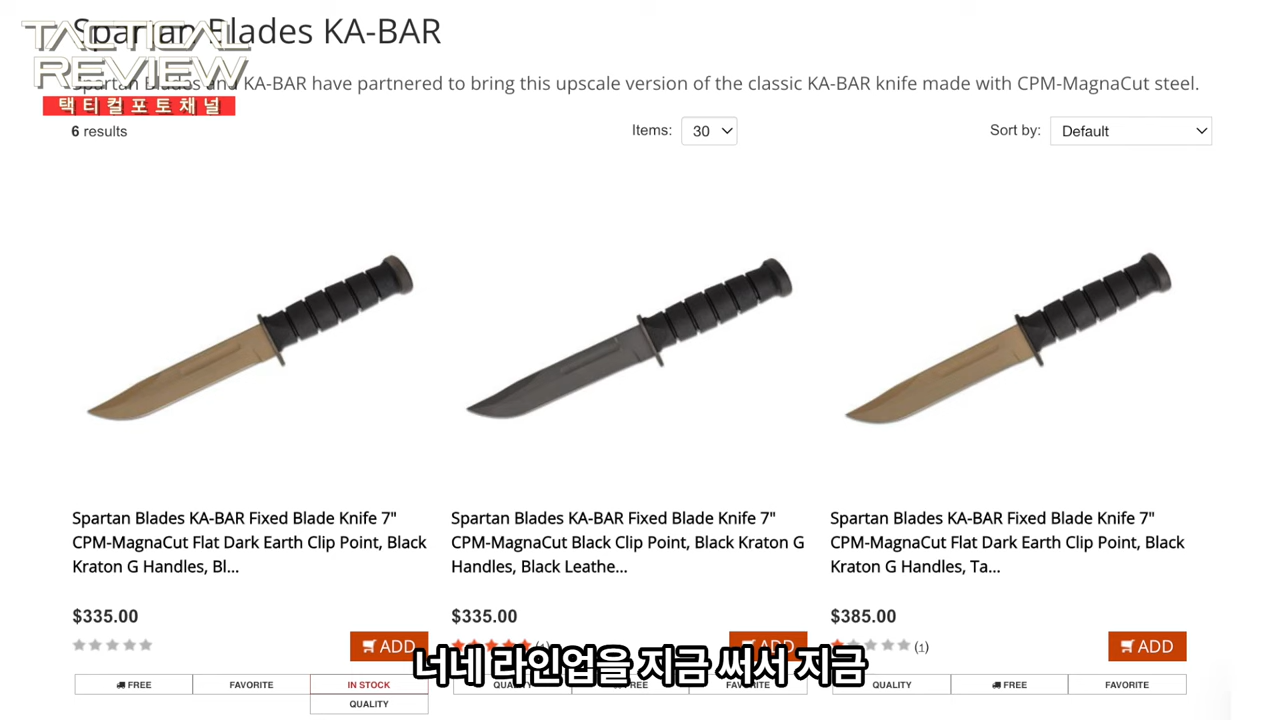 Spartan Blades KA-BAR
TACTICAL
REVIEW
택티컬포토채널
Spartan Blades and KA-BAR have partnered to bring this upscale version of the classic KA-BAR knife made with CPM-MagnaCut steel.
6 results
Items: 30
Sort by: Default
Spartan Blades KA-BAR Fixed Blade Knife 7"
CPM-MagnaCut Flat Dark Earth Clip Point, Black
Kraton G Handles, Bl...
$335.00
ADD
FREE
FAVORITE
IN STOCK
QUALITY
Spartan Blades KA-BAR Fixed Blade Knife 7"
CPM-MagnaCut Black Clip Point, Black Kraton G
Handles, Black Leathe...
$335.00
ADD
Spartan Blades KA-BAR Fixed Blade Knife 7"
CPM-MagnaCut Flat Dark Earth Clip Point, Black
Kraton G Handles, Ta...
$385.00
(1)
ADD
QUALITY
FREE
FAVORITE
너네 라인업을 지금 써서 지금